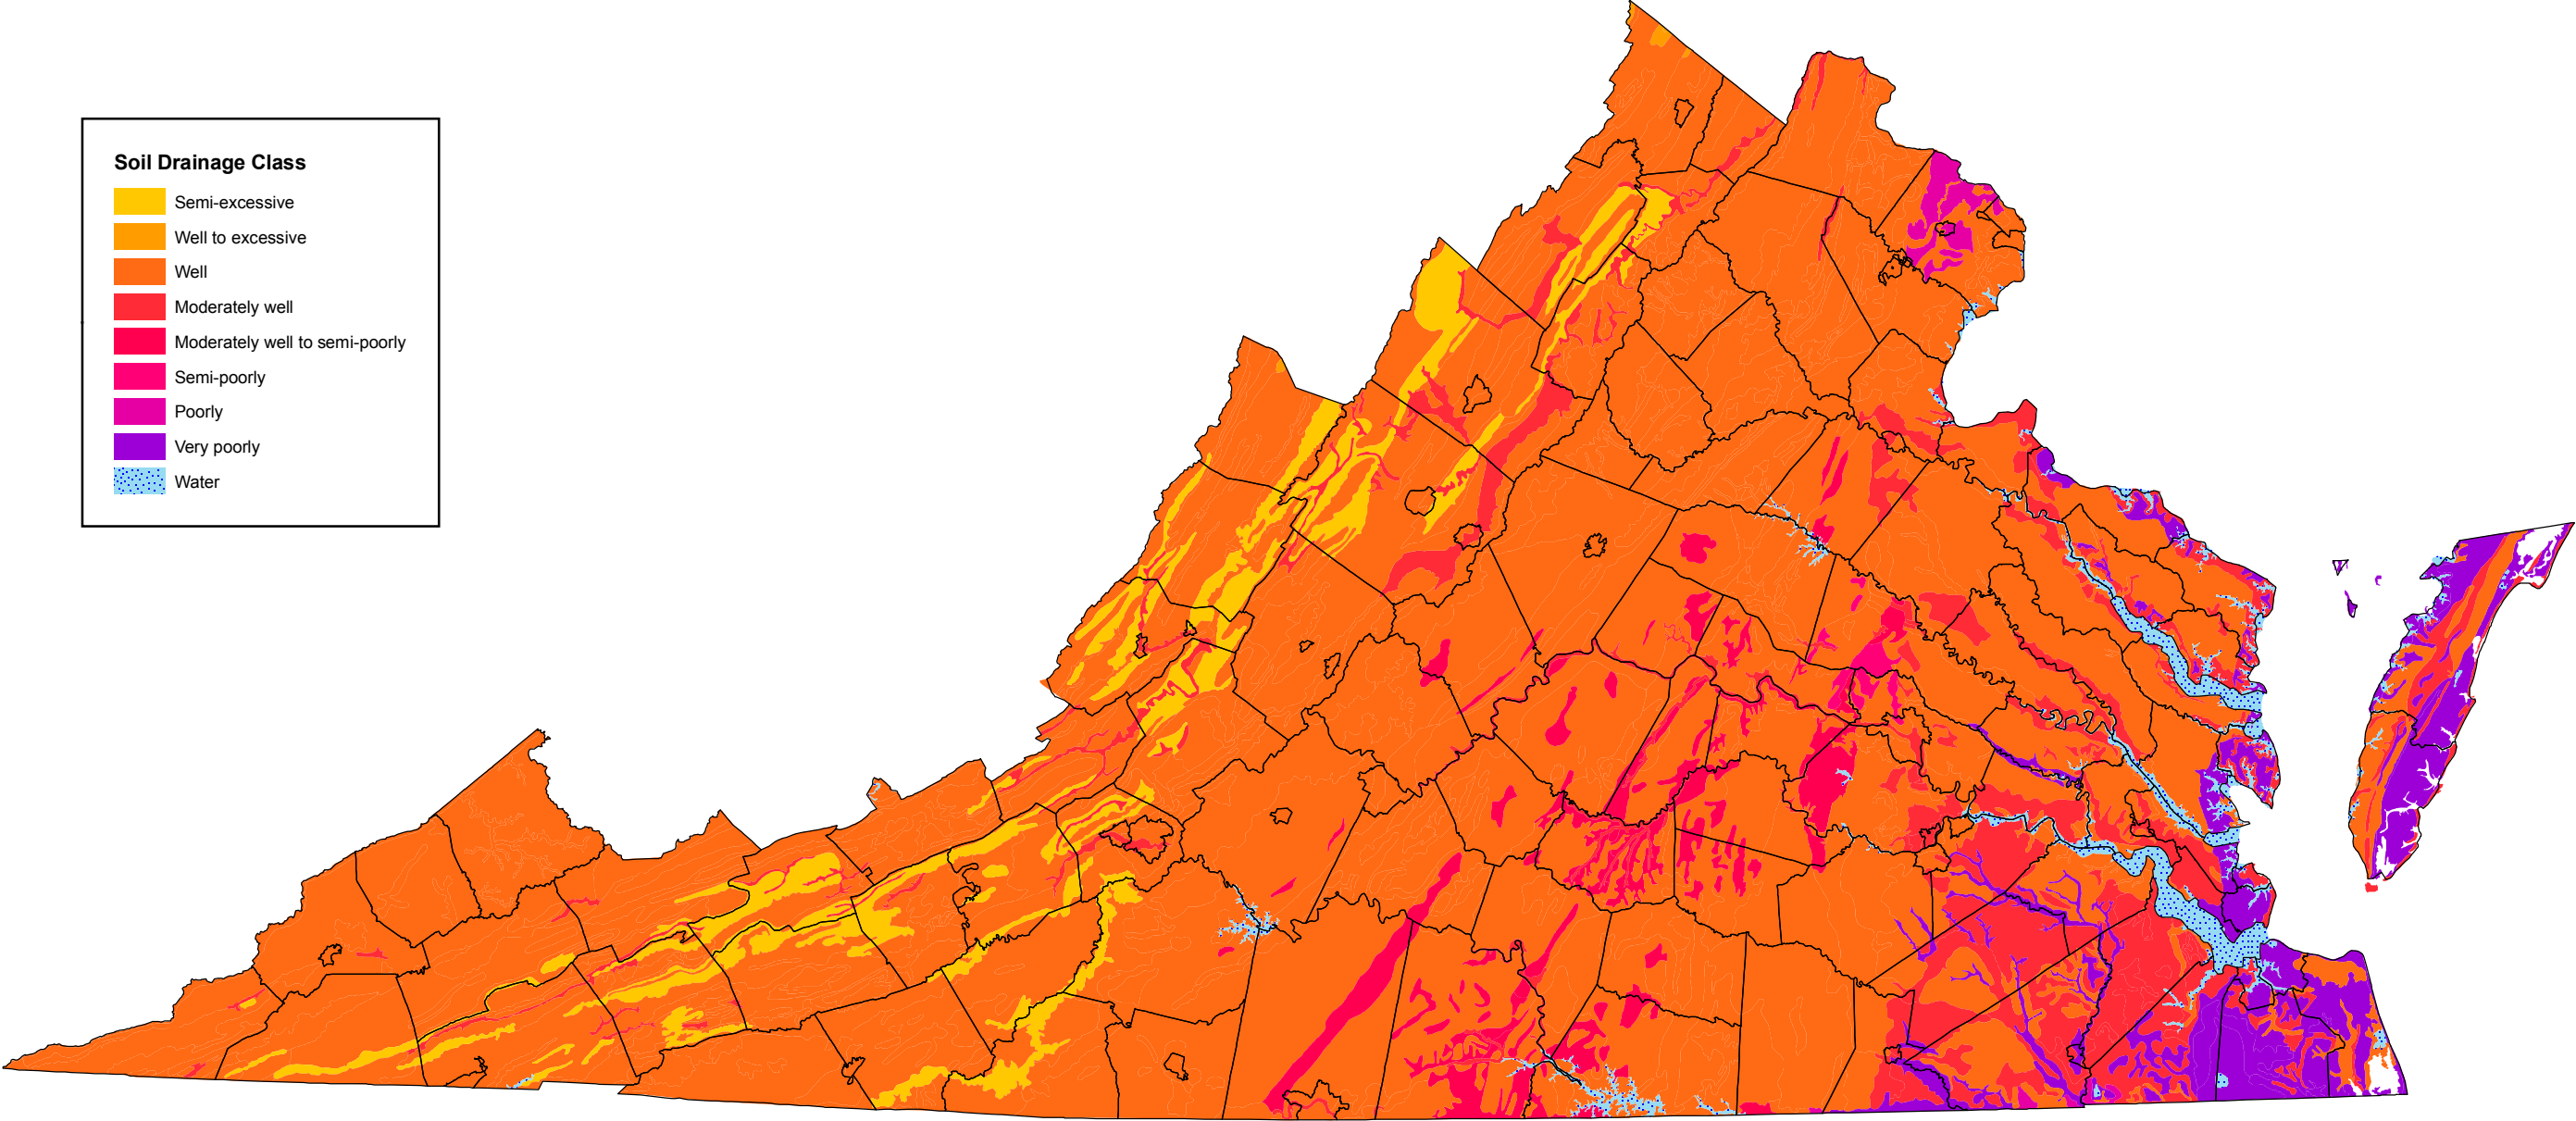 Soil Drainage Class
Semi-excessive
Well to excessive
Well
Moderately well
Moderately well to semi-poorly
Semi-poorly
Poorly
Very poorly
Water